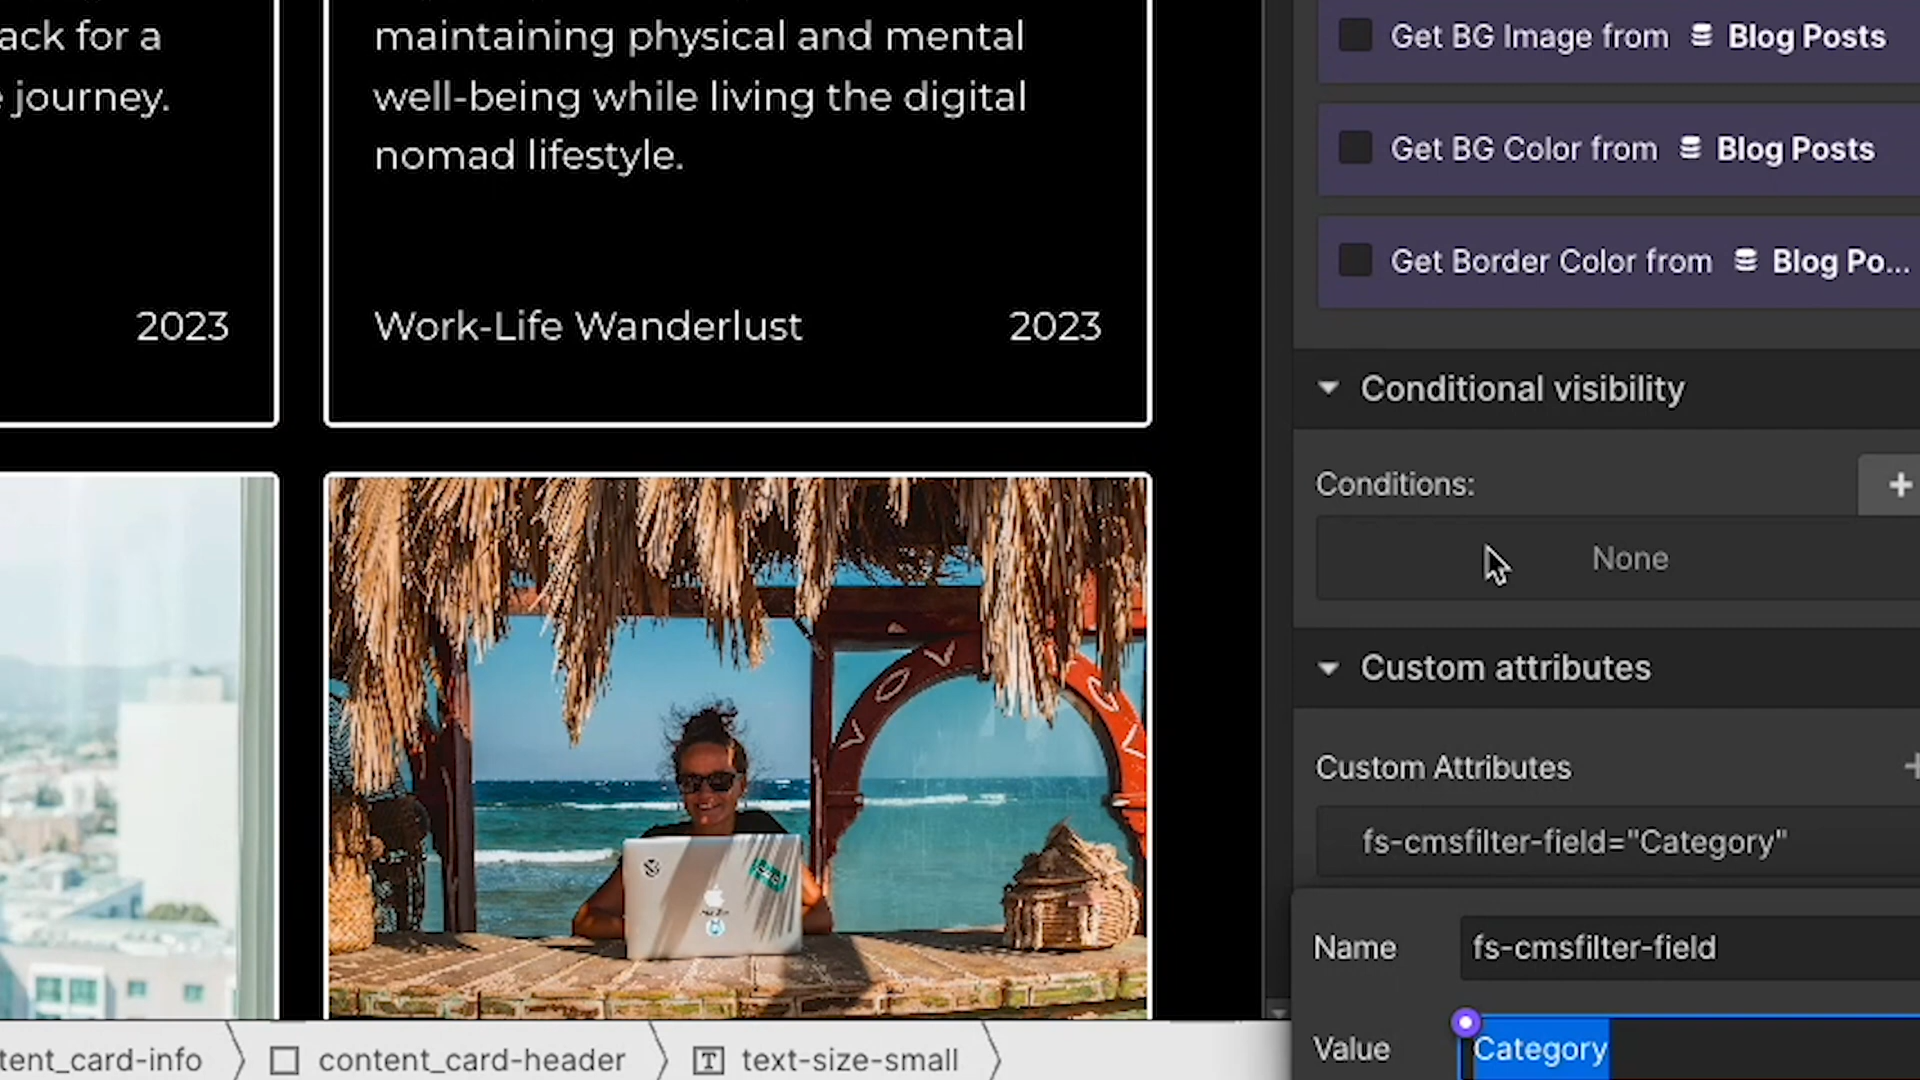 ack for a
journey.
maintaining physical and mental
well-being while living the digital
nomad lifestyle.
2023
Work-Life Wanderlust
2023
Get BG Image from Blog Posts
Get BG Color from Blog Posts
Get Border Color from Blog Po...
Conditional visibility
Conditions:
+
None
Custom attributes
Custom Attributes
+
fs-cmsfilter-field="Category"
Name
fs-cmsfilter-field
Value
Category
tent_card-info
content_card-header
T text-size-small